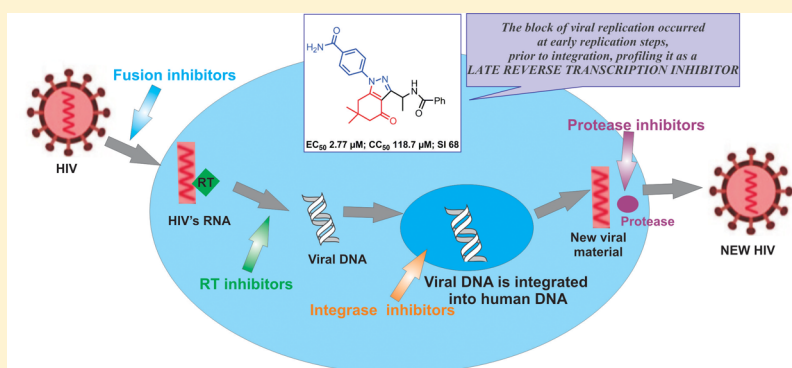 The block of viral replication occurred
at early replication steps,
prior to integration, profiling it as a
LATE REVERSE TRANSCRIPTION INHIBITOR
O
H₂N
N
N
H
N
Ph
O
O
EC₅₀ 2.77 µM; CC₅₀ 118.7 µM; SI 68
Fusion inhibitors
HIV
RT
HIV's RNA
RT inhibitors
Viral DNA
Viral DNA is integrated
into human DNA
Integrase inhibitors
Protease inhibitors
Protease
New viral
material
NEW HIV